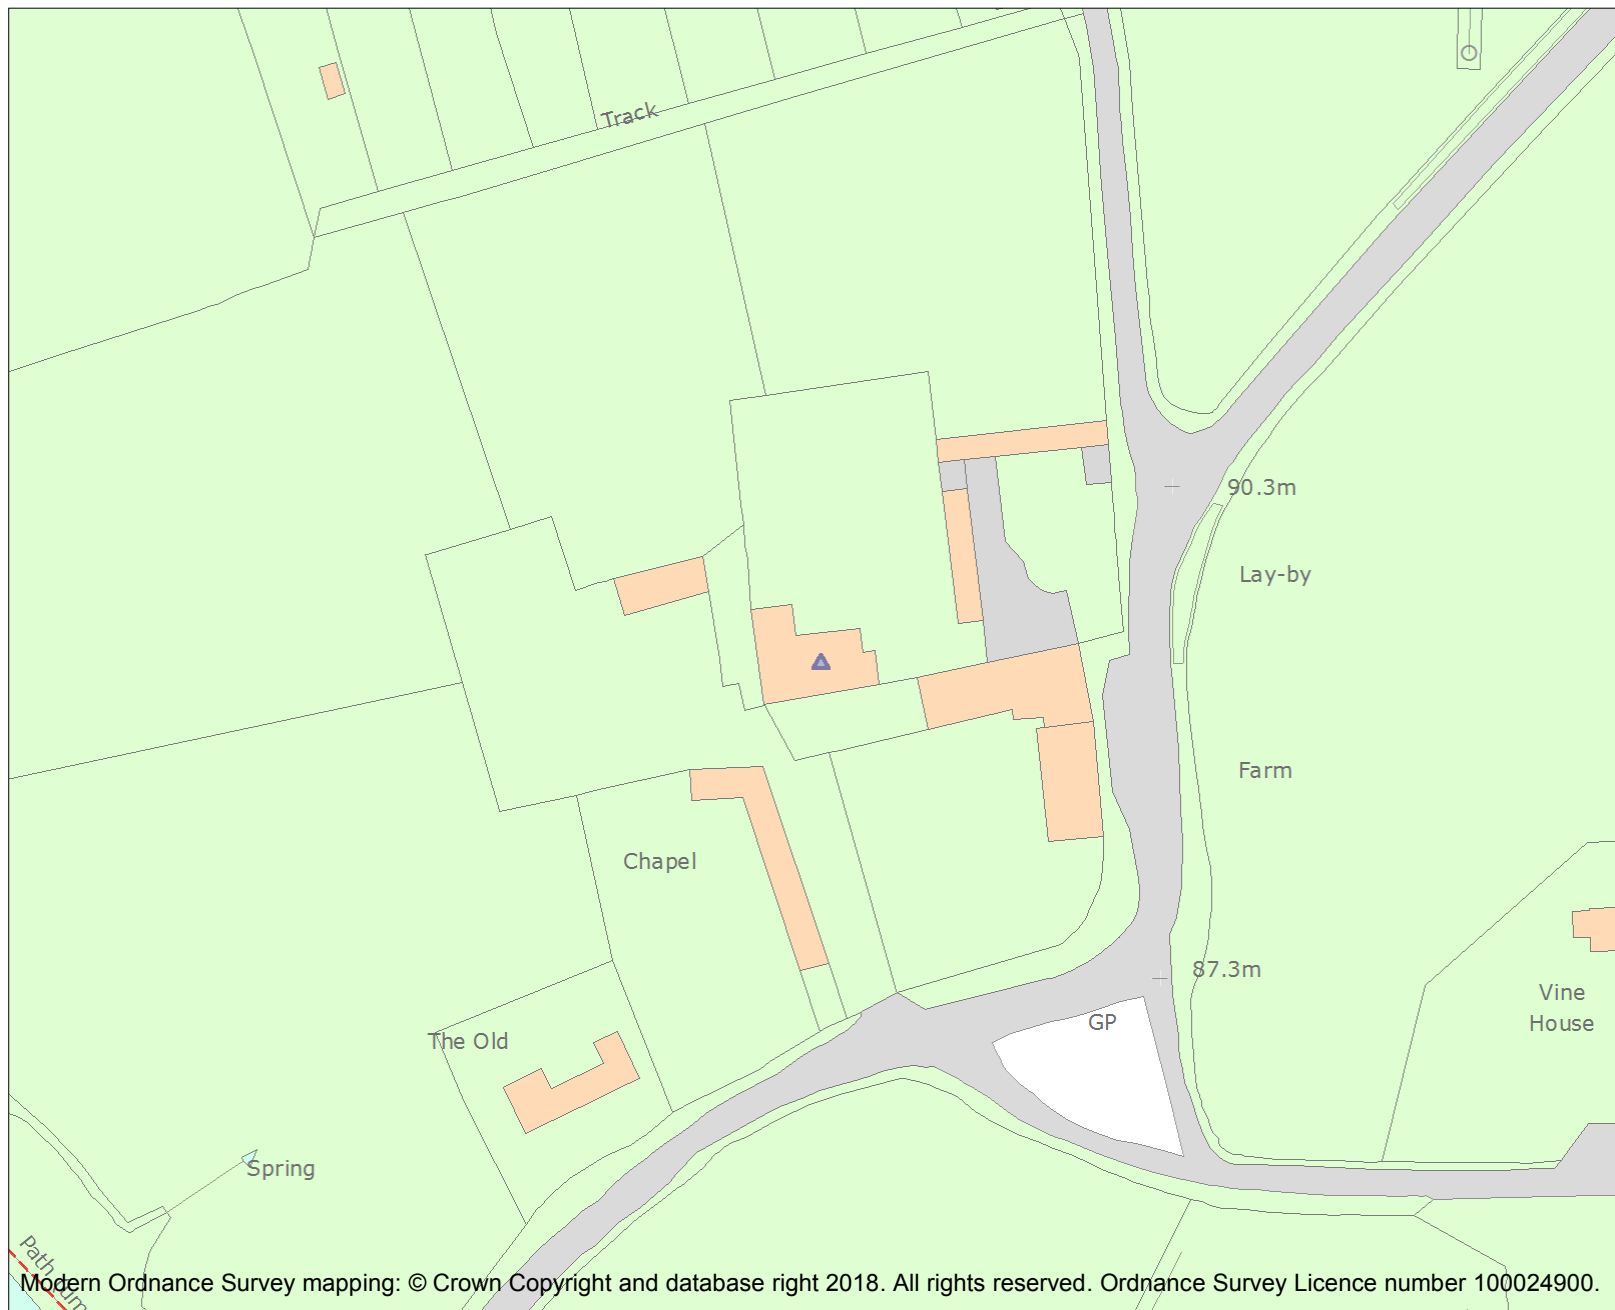 Track
90.3m
Lay-by
Farm
Chapel
87.3m
Vine
House
GP
The Old
Spring
Path (um)
Modern Ordnance Survey mapping: © Crown Copyright and database right 2018. All rights reserved. Ordnance Survey Licence number 100024900.